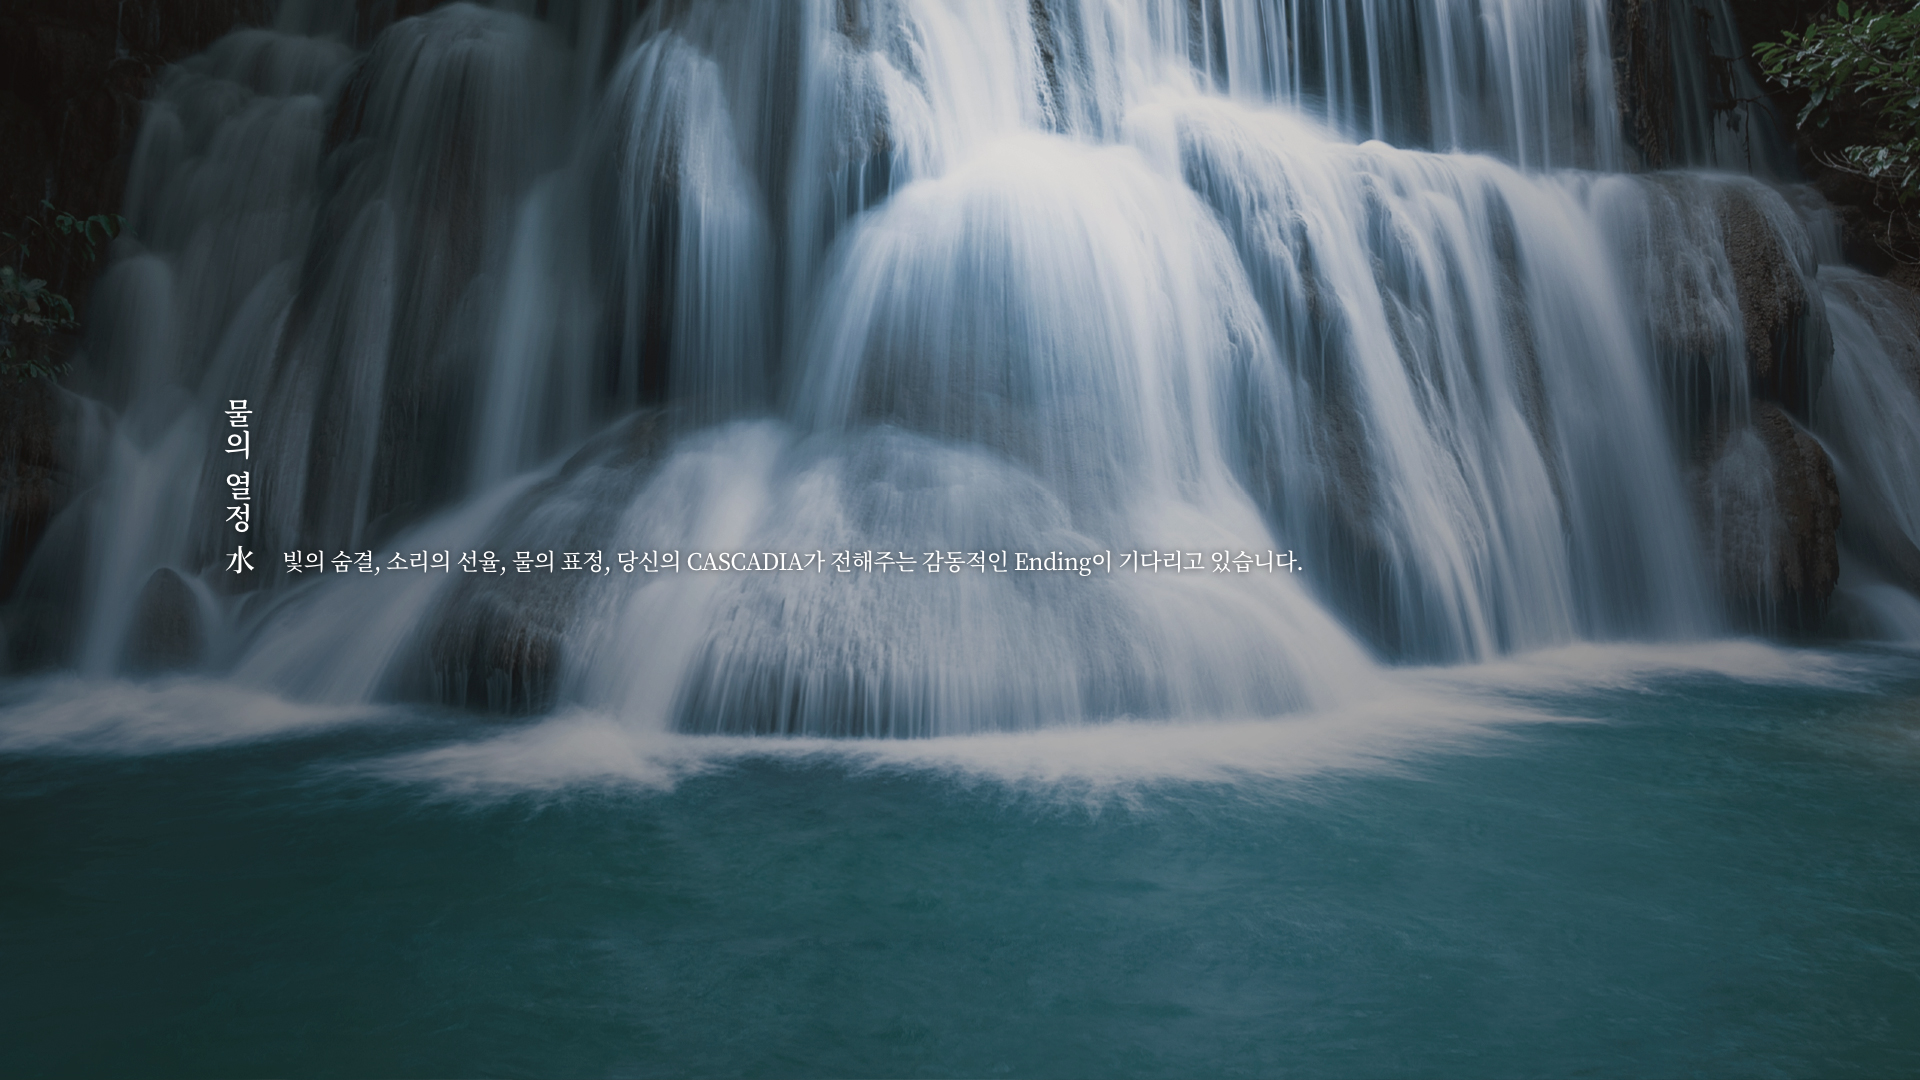 물의 열정 水
빛의 숨결, 소리의 선율, 물의 표정, 당신의 CASCADIA가 전해주는 감동적인 Ending이 기다리고 있습니다.